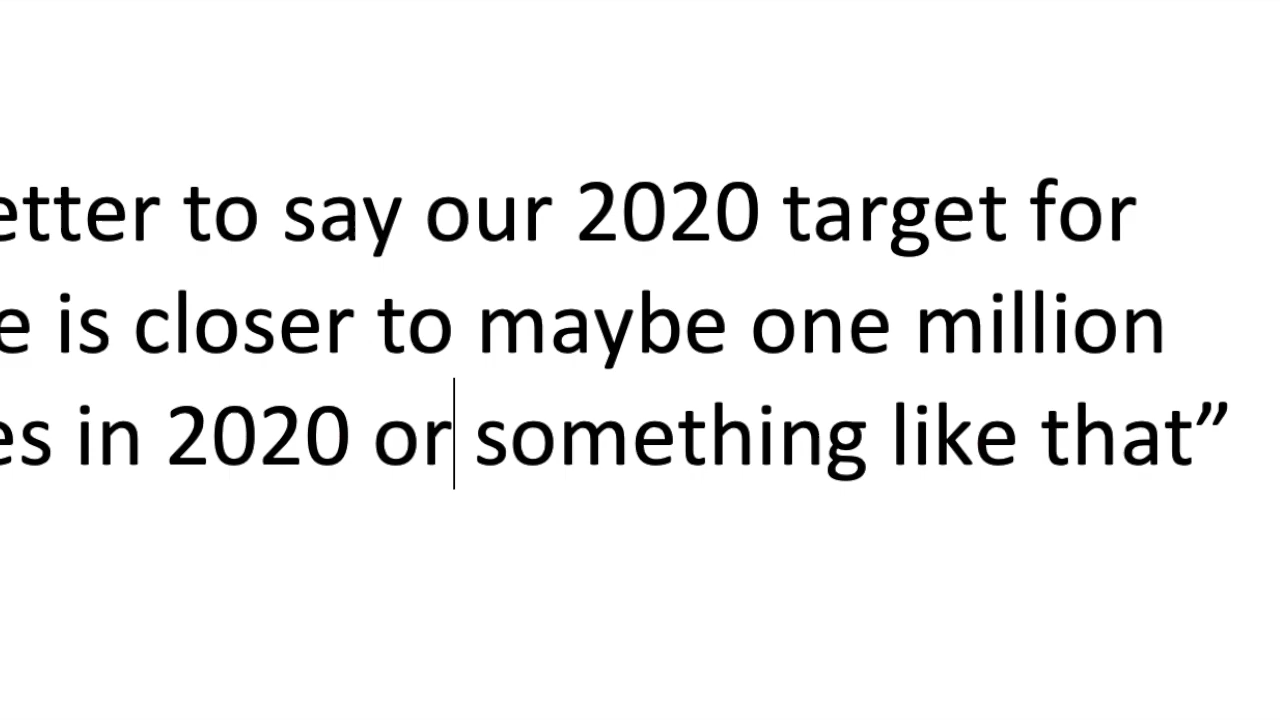 etter to say our 2020 target for
e is closer to maybe one million
es in 2020 or something like that”